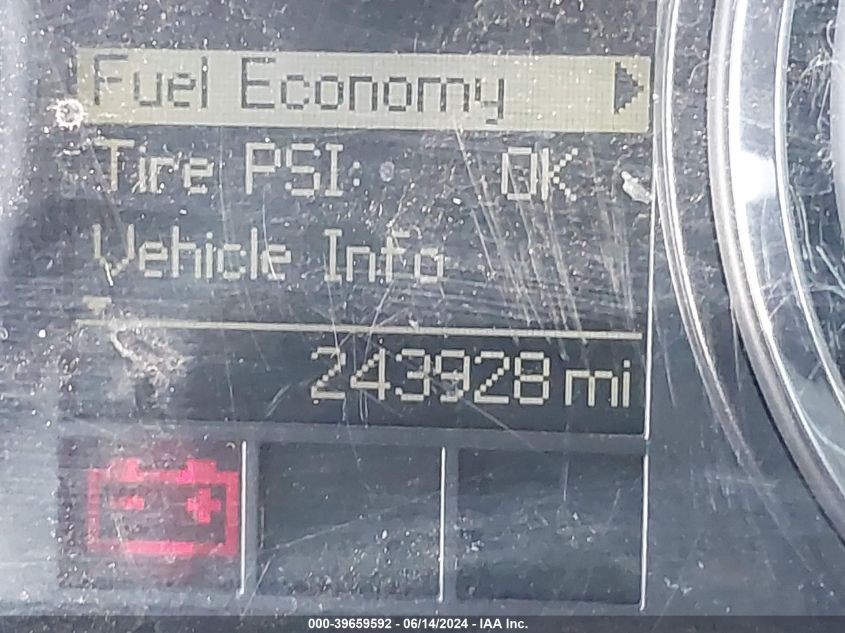 Fuel Economy
Tire PSI: OK
Vehicle Info
243928 mi
000-39659592 - 06/14/2024 - IAA Inc.